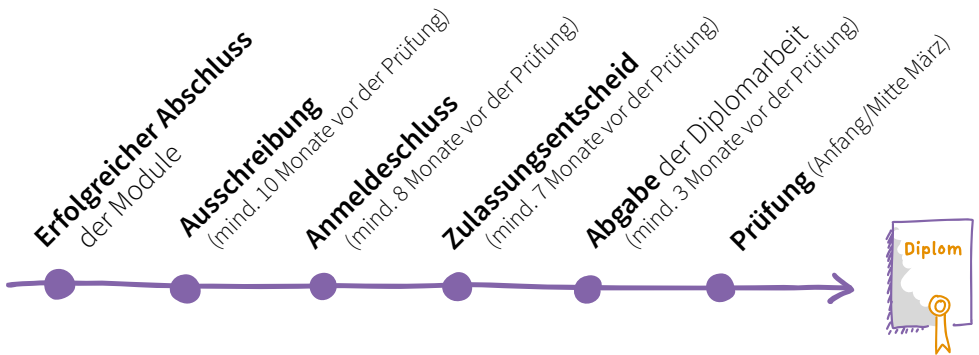 Erfolgreicher Abschluss
der Module
Ausschreibung
(mind. 10 Monate vor der Prüfung)
Anmeldeschluss
(mind. 8 Monate vor der Prüfung)
Zulassungsentscheid
(mind. 7 Monate vor der Prüfung)
Abgabe der Diplomarbeit
(mind. 3 Monate vor der Prüfung)
Prüfung (Anfang/Mitte März)
Diplom